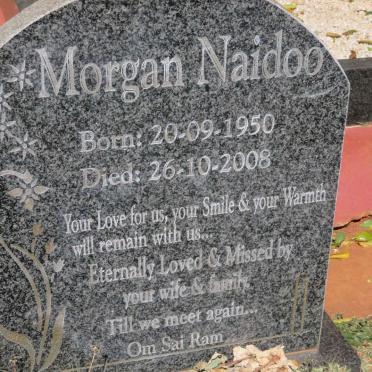 Morgan Naidoo
Born: 20-09-1950
Died: 26-10-2008
Your Love for us, your Smile & your Warmth
will remain with us...
Eternally Loved & Missed by
your wife & family.
Till we meet again...
Om Sai Ram